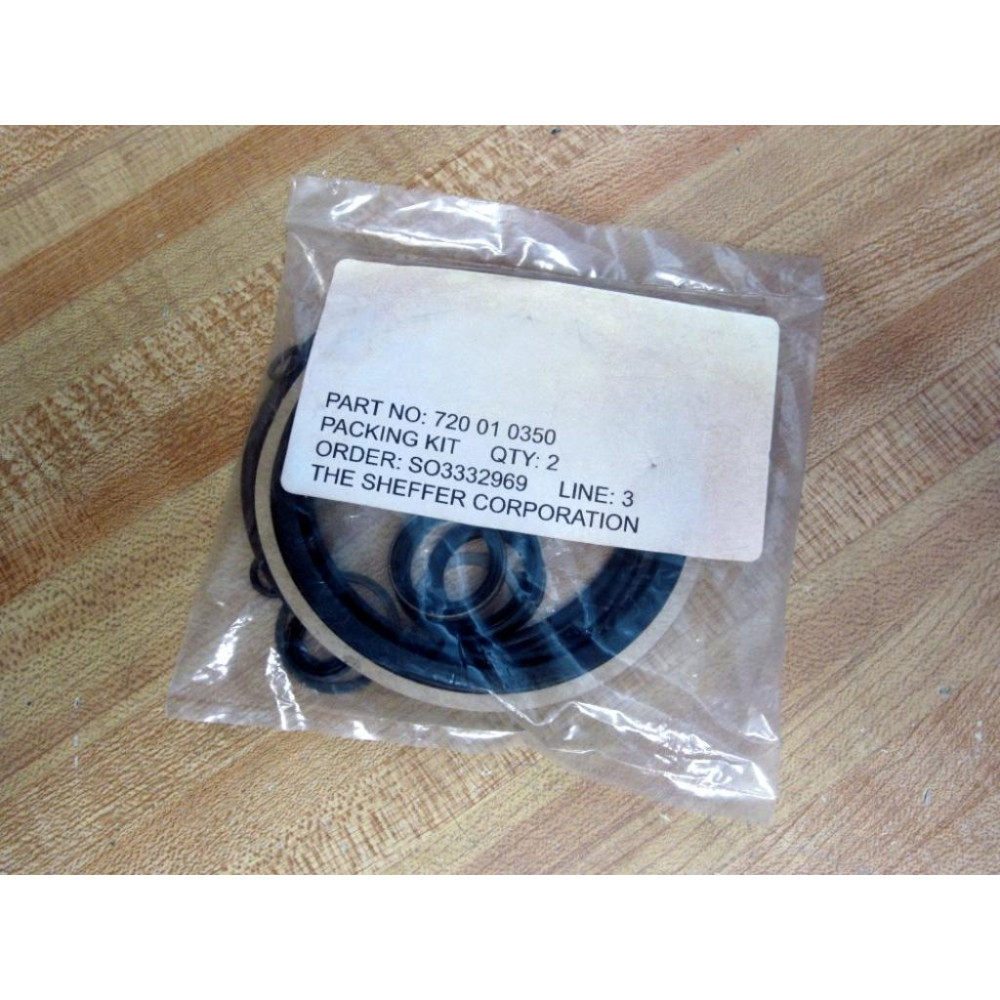 PART NO: 720 01 0350
PACKING KIT QTY: 2
ORDER: SO3332969 LINE: 3
THE SHEFFER CORPORATION